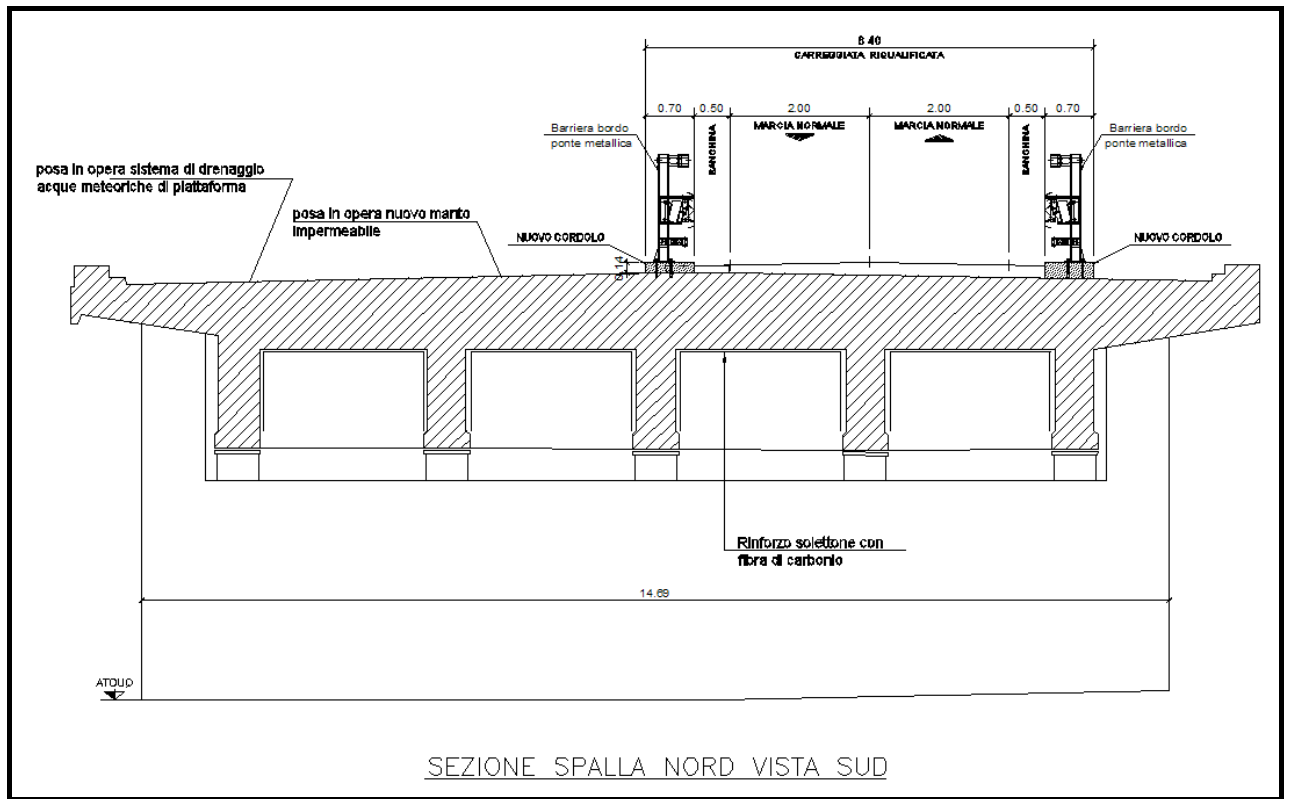 6.40
CARREGGIATA RIQUALIFICATA
0.70 0.50 2.00 2.00 0.50 0.70
MARCIA NORMALE MARCIA NORMALE
BANCHINA BANCHINA
Barriera bordo
ponte metallica
Barriera bordo
ponte metallica
posa in opera sistema di drenaggio
acque meteoriche di piattaforma
posa in opera nuovo manto
impermeabile
NUOVO CORDOLO
NUOVO CORDOLO
0.14
Rinforzo solettone con
fibra di carbonio
14.69
SEZIONE SPALLA NORD VISTA SUD